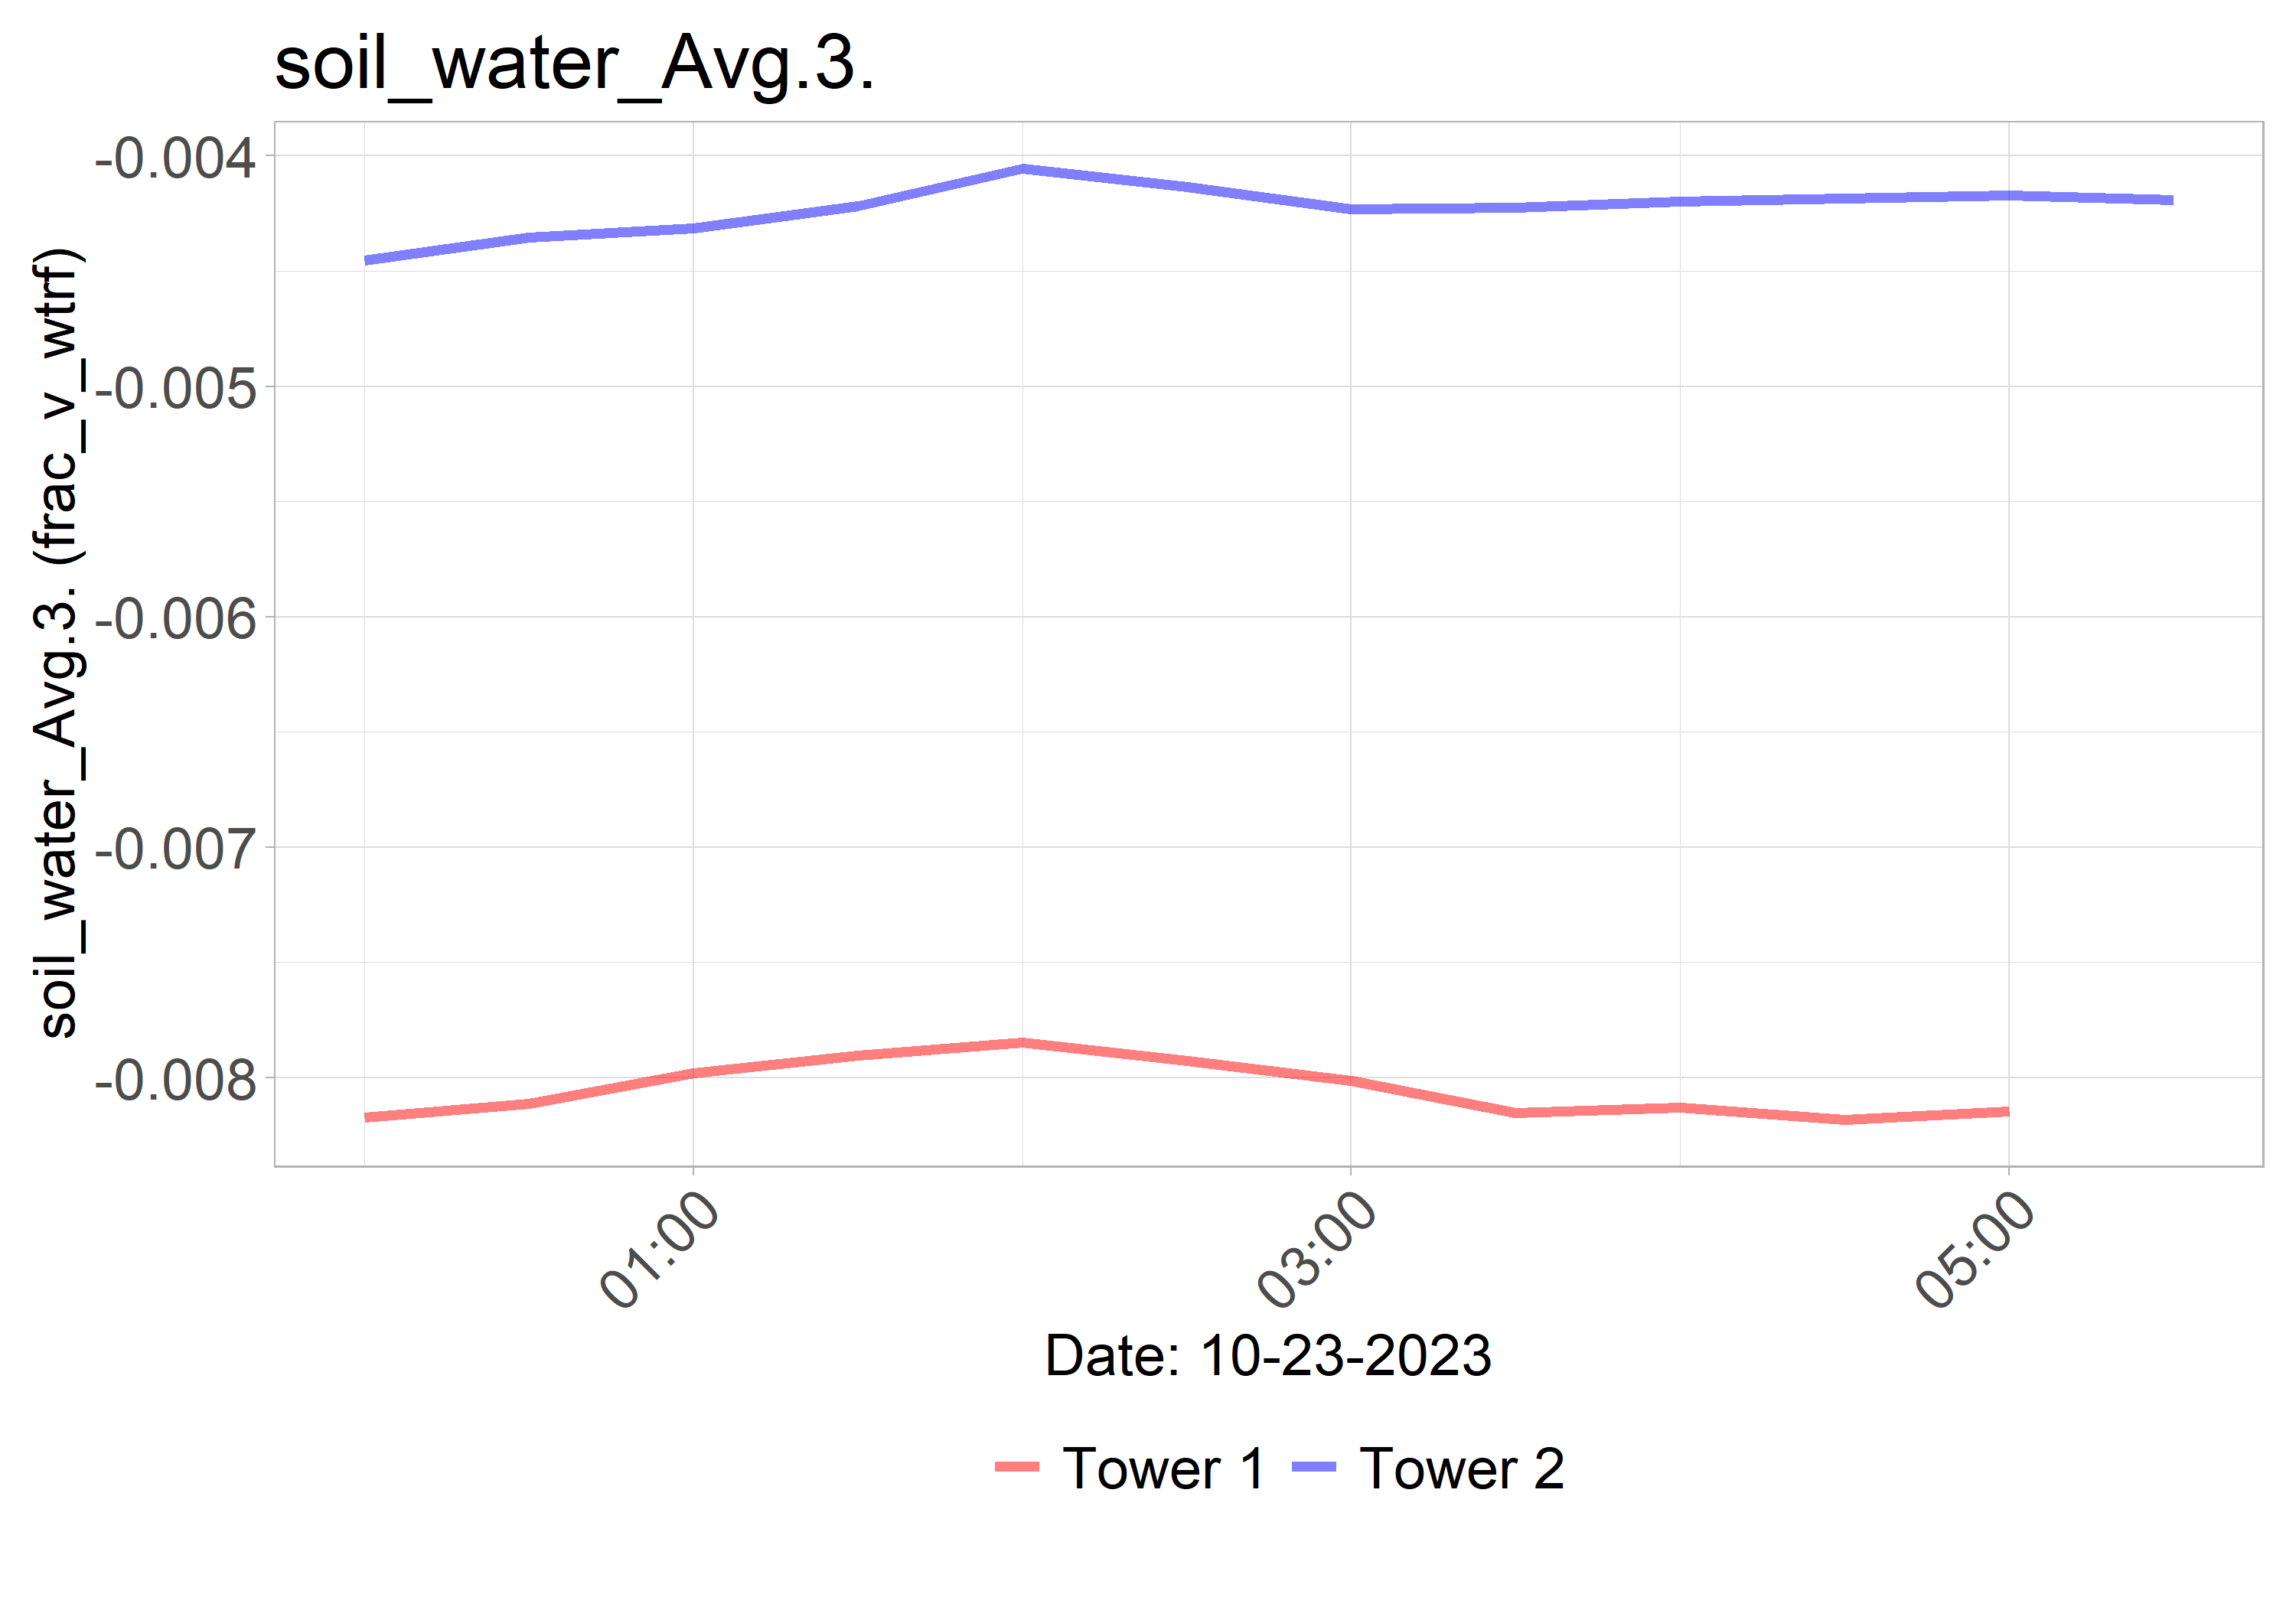 soil_water_Avg.3.
soil_water_Avg.3. (frac_v_wtrf)
-0.004
-0.005
-0.006
-0.007
-0.008
01:00
03:00
05:00
Date: 10-23-2023
Tower 1
Tower 2